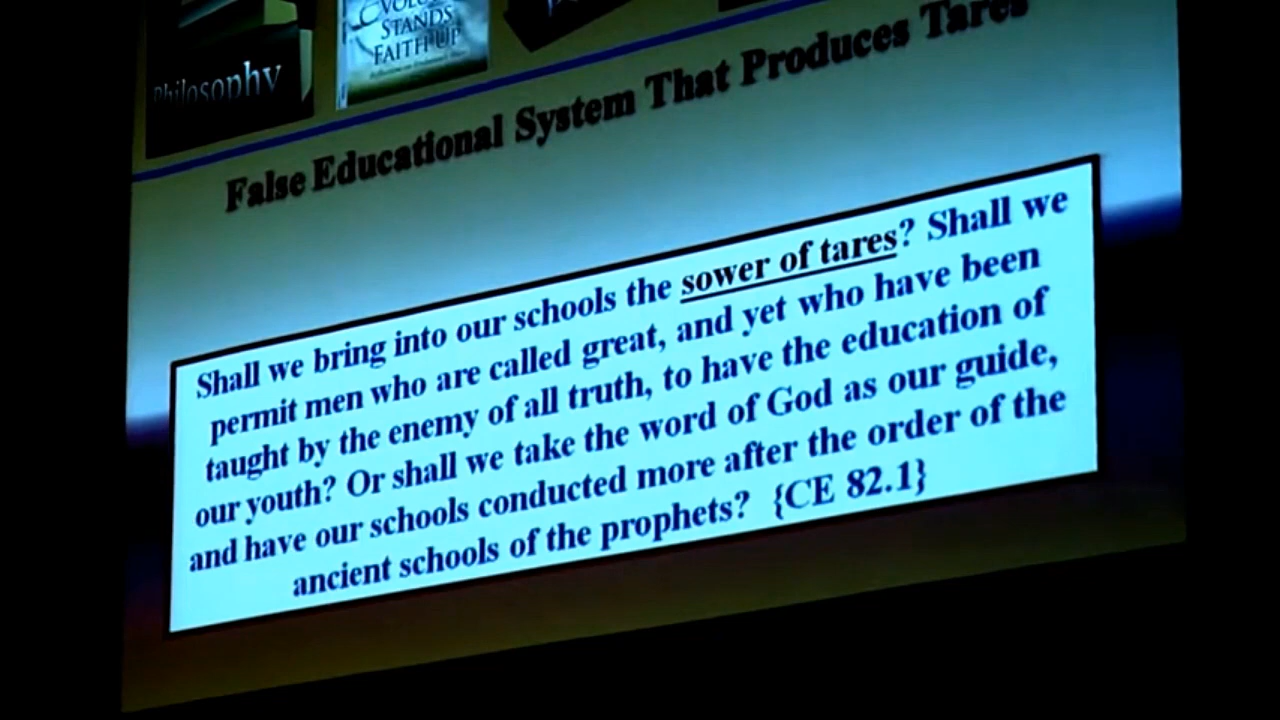 Philosophy
STANDS
FAITH UP
False Educational System That Produces Tares
Shall we bring into our schools the sower of tares? Shall we
permit men who are called great, and yet who have been
taught by the enemy of all truth, to have the education of
our youth? Or shall we take the word of God as our guide,
and have our schools conducted more after the order of the
ancient schools of the prophets? {CE 82.1}